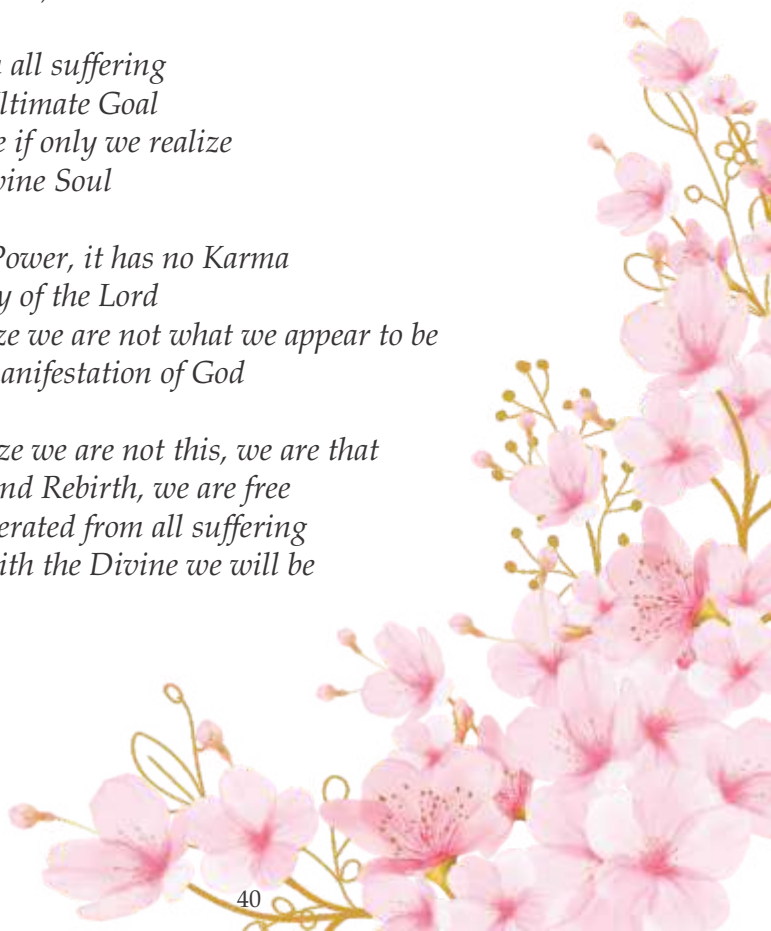 all suffering
ltimate Goal
if only we realize
vine Soul
Power, it has no Karma
y of the Lord
ze we are not what we appear to be
anifestation of God
ze we are not this, we are that
nd Rebirth, we are free
erated from all suffering
ith the Divine we will be
40